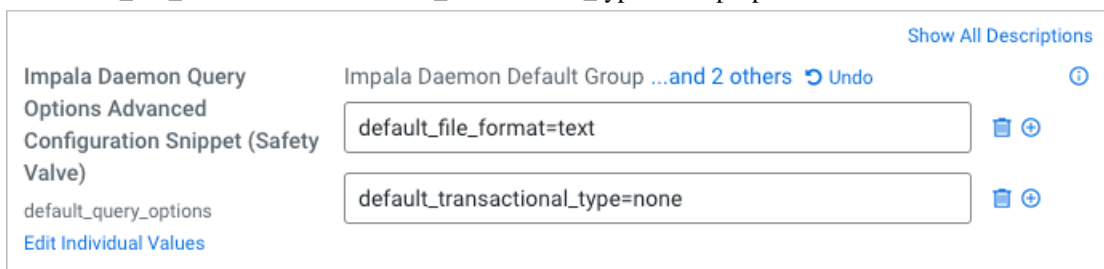 Show All Descriptions
Impala Daemon Query
Options Advanced
Configuration Snippet (Safety
Valve)
default_query_options
Edit Individual Values
Impala Daemon Default Group ...and 2 others Undo
default_file_format=text
default_transactional_type=none